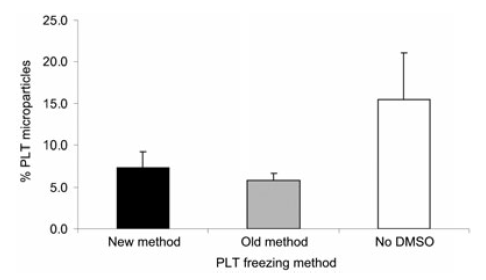 25.0
20.0
15.0
10.0
5.0
0.0
% PLT microparticles
New method Old method No DMSO
PLT freezing method